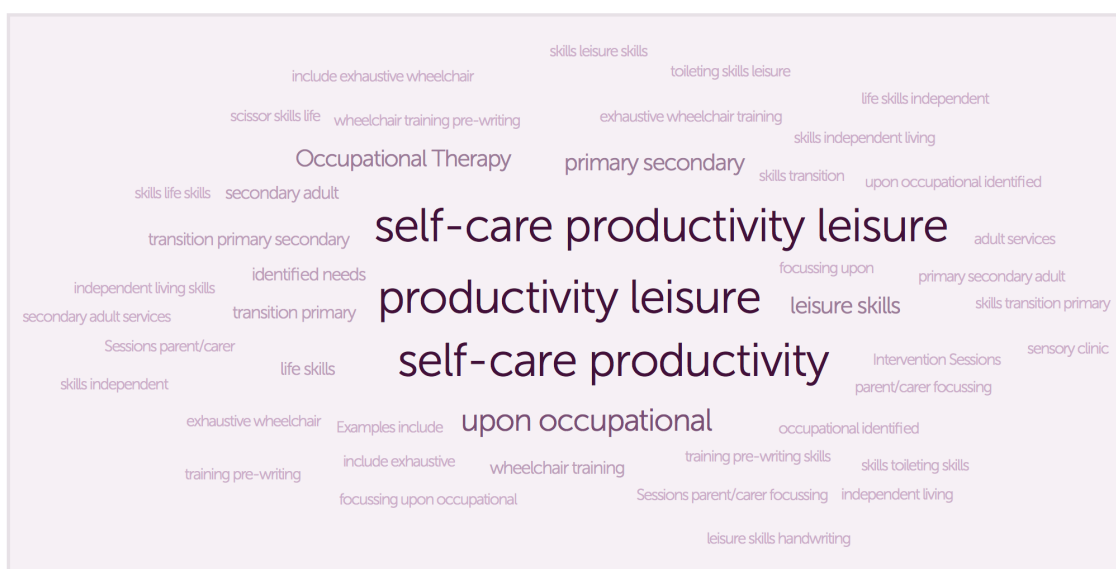 skills leisure skills
toileting skills leisure
include exhaustive wheelchair
life skills independent
scissor skills life
wheelchair training pre-writing
exhaustive wheelchair training
skills independent living
Occupational Therapy
primary secondary
skills transition
upon occupational identified
skills life skills
secondary adult
self-care productivity leisure
transition primary secondary
adult services
identified needs
focussing upon
primary secondary adult
independent living skills
productivity leisure
leisure skills
skills transition primary
secondary adult services
transition primary
Sessions parent/carer
self-care productivity
Intervention Sessions
sensory clinic
life skills
skills independent
parent/carer focussing
exhaustive wheelchair
Examples include
upon occupational
occupational identified
include exhaustive
wheelchair training
training pre-writing skills
skills toileting skills
training pre-writing
focussing upon occupational
Sessions parent/carer focussing
independent living
leisure skills handwriting